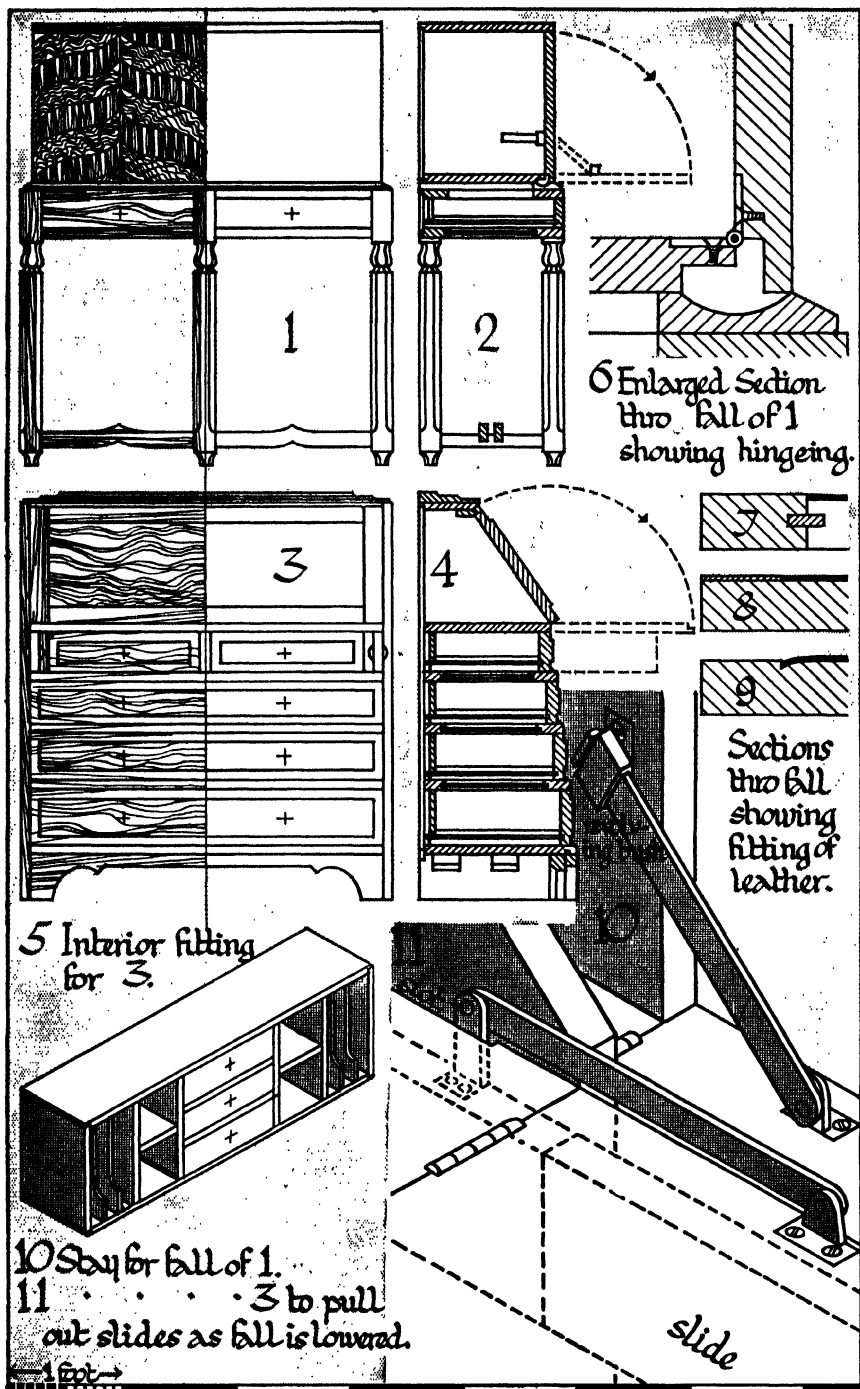 1
2
6 Enlarged Section
thro fall of 1
showing hingeing.
3
4
7
8
9
Sections
thro fall
showing
fitting of
leather.
5 Interior fitting
for 3.
10
11
10 Stay for fall of 1.
11 " " " " 3 to pull
out slides as fall is lowered.
slide
1 foot